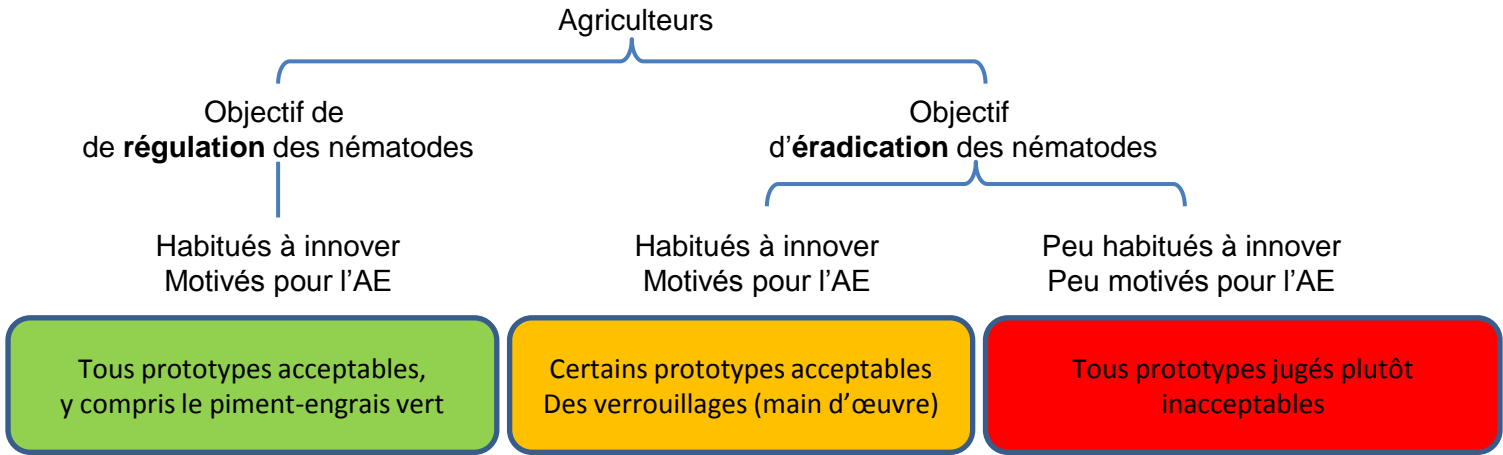 Agriculteurs
Objectif de
de régulation des nématodes
Objectif
d'éradication des nématodes
Habitués à innover
Motivés pour l'AE
Habitués à innover
Motivés pour l'AE
Peu habitués à innover
Peu motivés pour l'AE
Tous prototypes acceptables,
y compris le piment-engrais vert
Certains prototypes acceptables
Des verrouillages (main d'œuvre)
Tous prototypes jugés plutôt
inacceptables